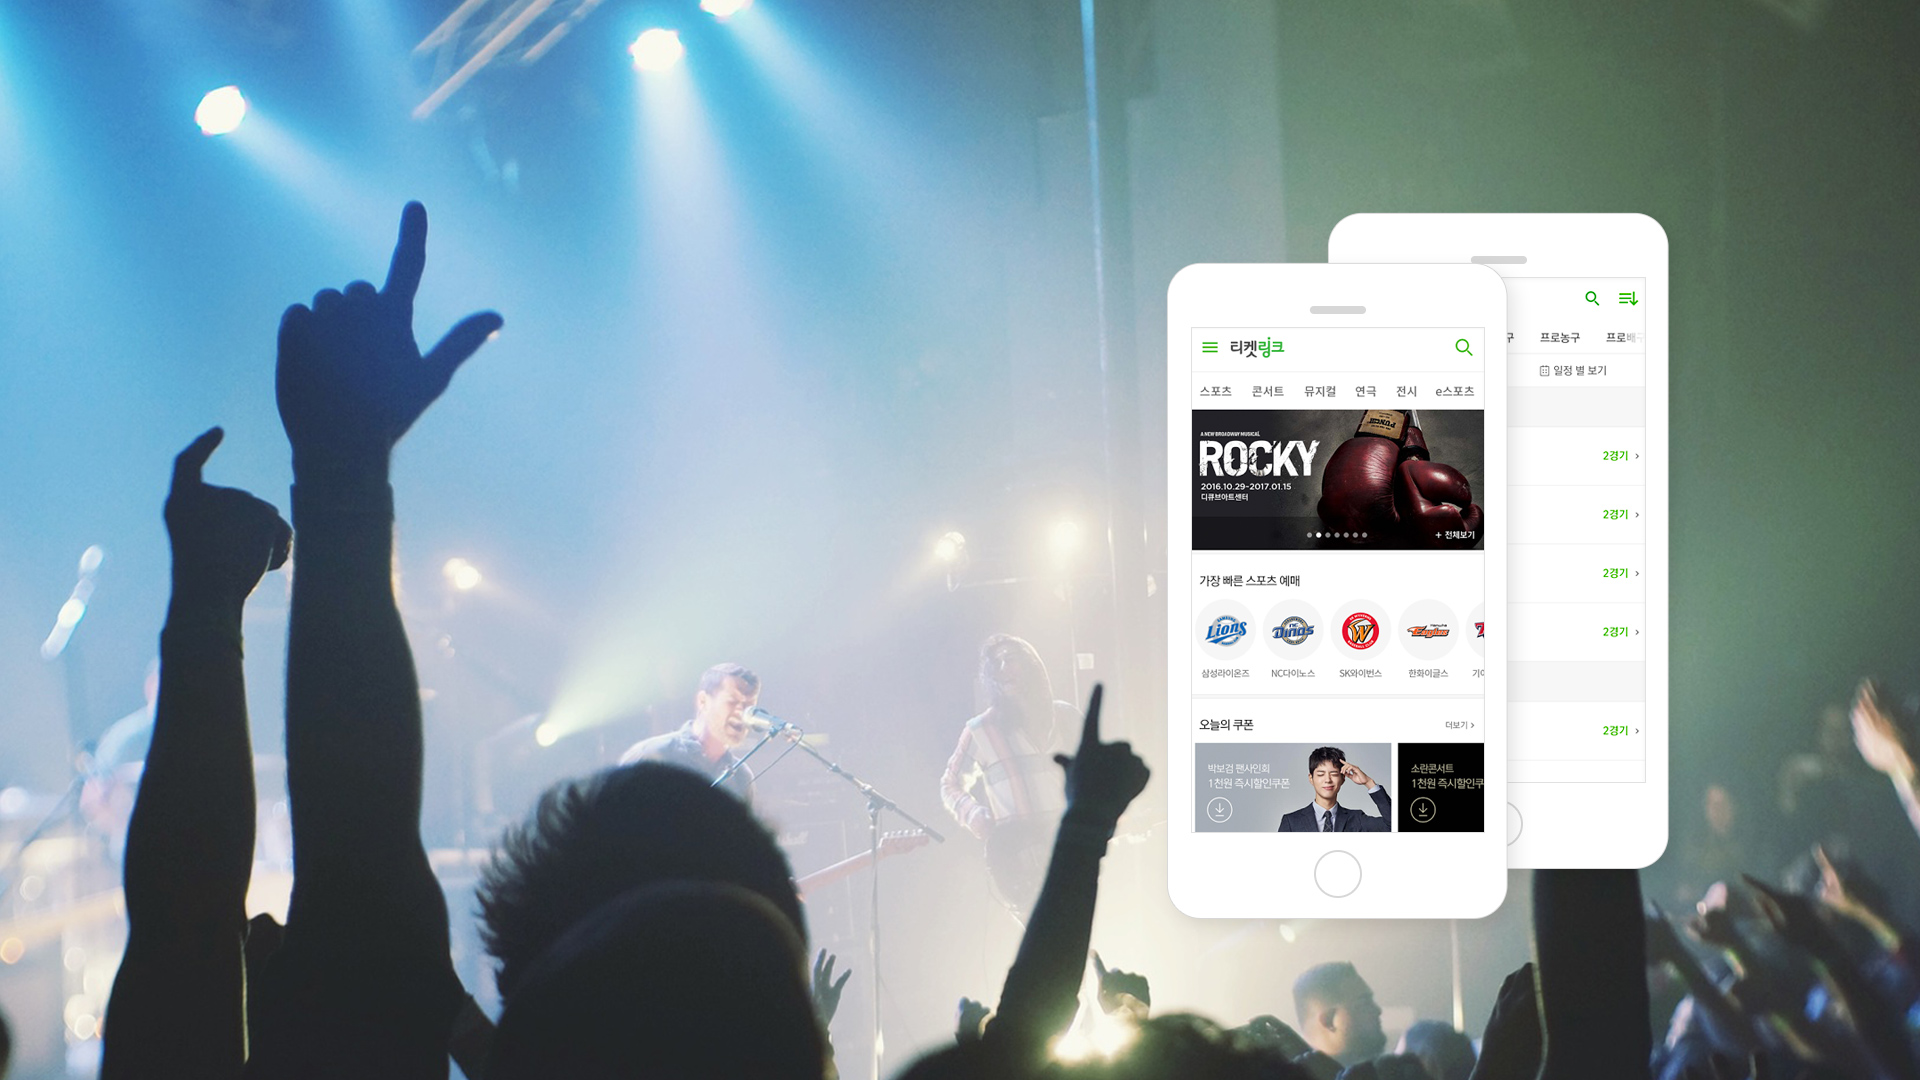 티켓링크
스포츠 콘서트 뮤지컬 연극 전시 e스포츠
A NEW BROADWAY MUSICAL
ROCKY
2016.10.29~2017.01.15
디큐브아트센터
+ 전체보기
가장 빠른 스포츠 예매
Lions
NC
Dinos
W
Eagles
삼성라이온즈 NC다이노스 SK와이번스 한화이글스
오늘의 쿠폰 더보기 >
박보검 팬사인회
1천원 즉시할인쿠폰
소란콘서트
1천원 즉시할인쿠
구 프로농구 프로배구
일정 별 보기
2경기 >
2경기 >
2경기 >
2경기 >
2경기 >